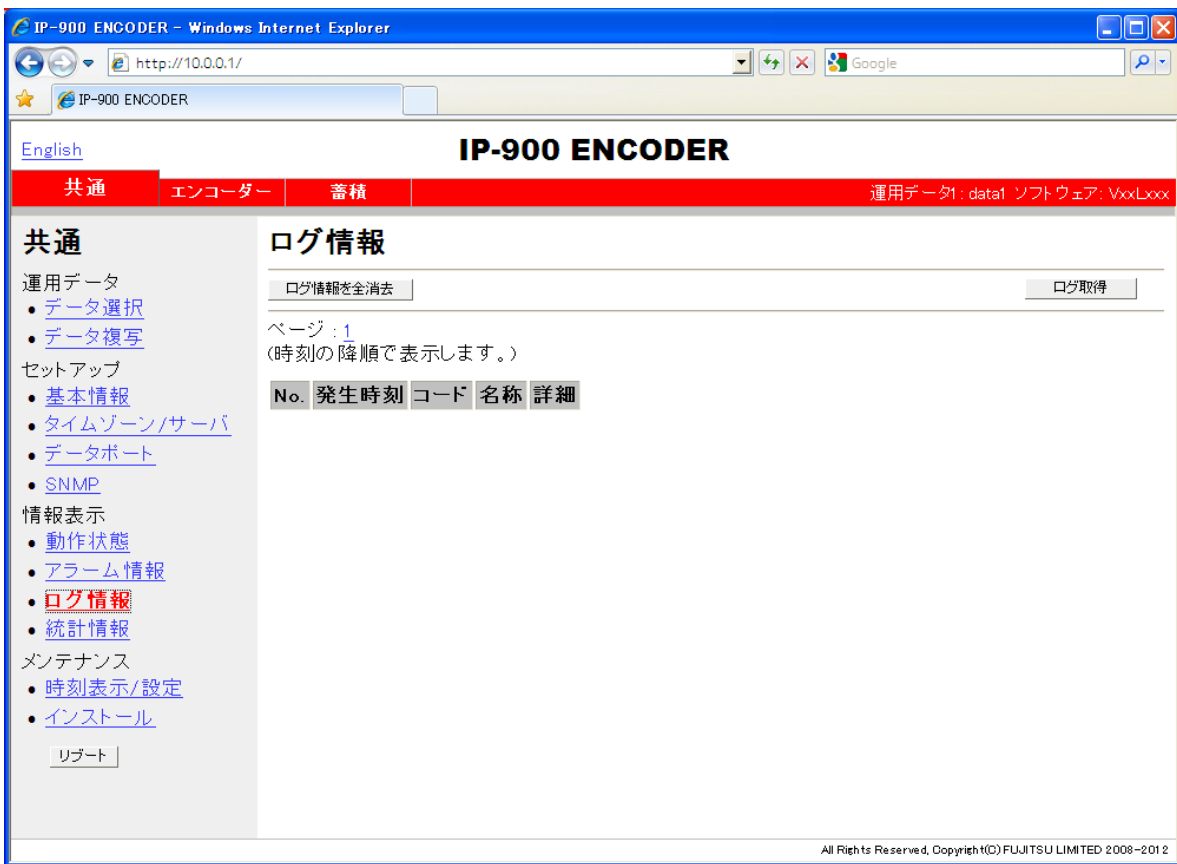 IP-900 ENCODER - Windows Internet Explorer
http://10.0.0.1/
Google
IP-900 ENCODER
English
IP-900 ENCODER
共通 エンコーダー 蓄積 運用データ1 : data1 ソフトウェア: VxxLxxx
共通
運用データ
データ選択
データ複写
セットアップ
基本情報
タイムゾーン/サーバ
データポート
SNMP
情報表示
動作状態
アラーム情報
ログ情報
統計情報
メンテナンス
時刻表示/設定
インストール
リブート
ログ情報
ログ情報を全消去 ログ取得
ページ : 1
(時刻の降順で表示します。)
No. 発生時刻 コード 名称 詳細
All Rights Reserved, Copyright(C) FUJITSU LIMITED 2008-2012